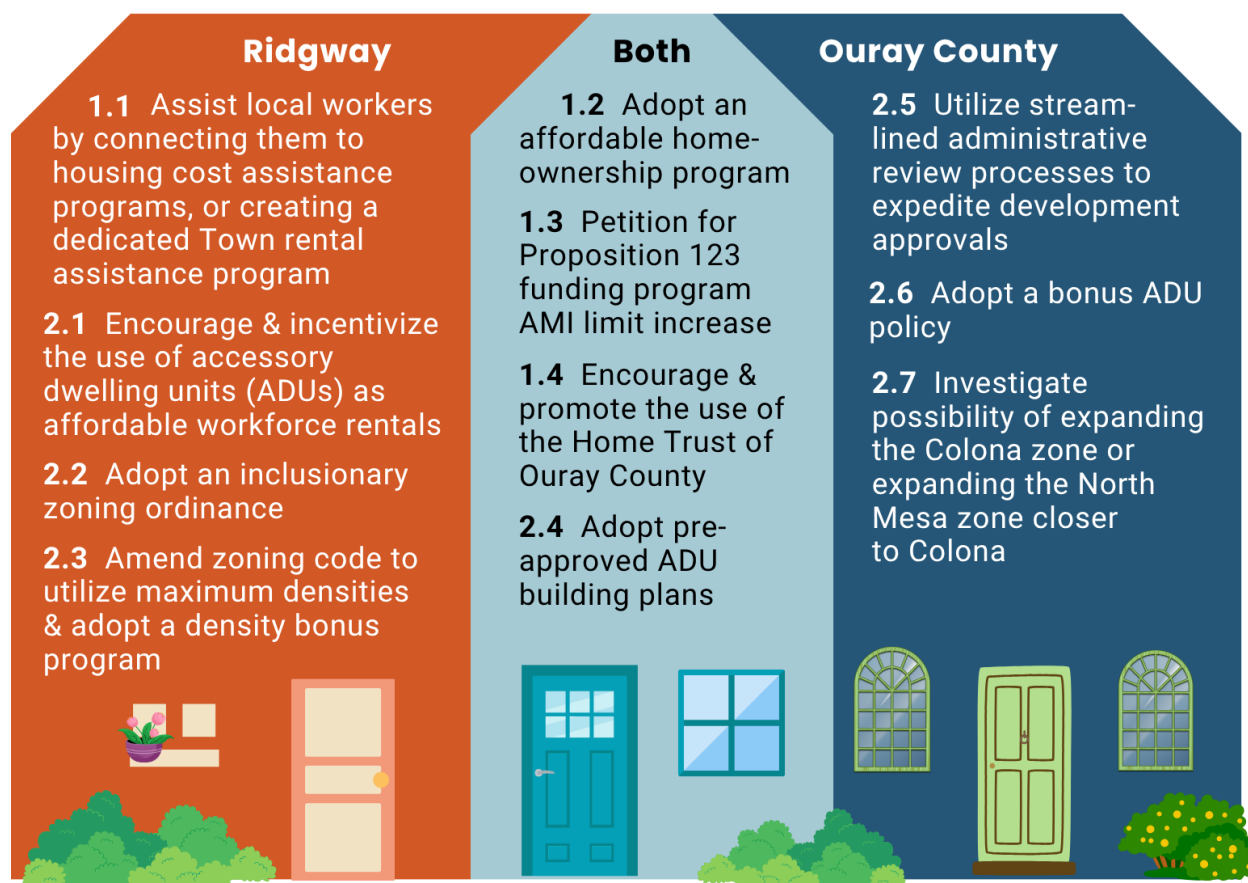 Ridgway
1.1 Assist local workers
by connecting them to
housing cost assistance
programs, or creating a
dedicated Town rental
assistance program
2.1 Encourage & incentivize
the use of accessory
dwelling units (ADUs) as
affordable workforce rentals
2.2 Adopt an inclusionary
zoning ordinance
2.3 Amend zoning code to
utilize maximum densities
& adopt a density bonus
program
Both
1.2 Adopt an
affordable home-
ownership program
1.3 Petition for
Proposition 123
funding program
AMI limit increase
1.4 Encourage &
promote the use of
the Home Trust of
Ouray County
2.4 Adopt pre-
approved ADU
building plans
Ouray County
2.5 Utilize stream-
lined administrative
review processes to
expedite development
approvals
2.6 Adopt a bonus ADU
policy
2.7 Investigate
possibility of expanding
the Colona zone or
expanding the North
Mesa zone closer
to Colona